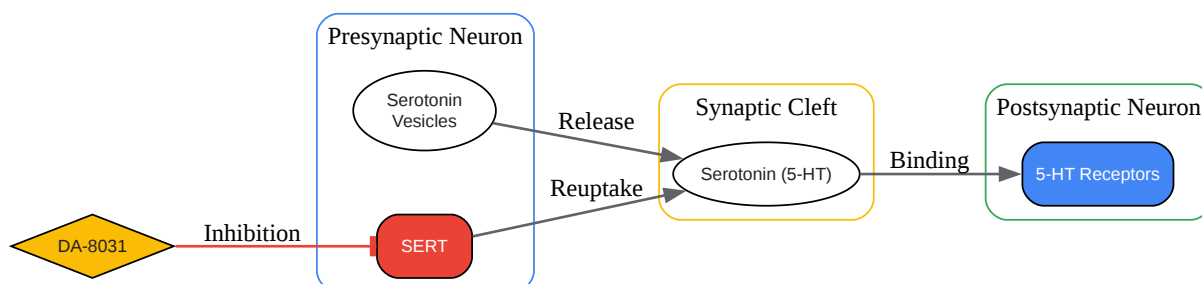 Presynaptic Neuron
Serotonin
Vesicles
Release
Synaptic Cleft
Postsynaptic Neuron
Serotonin (5-HT)
Binding
5-HT Receptors
Reuptake
DA-8031
Inhibition
SERT